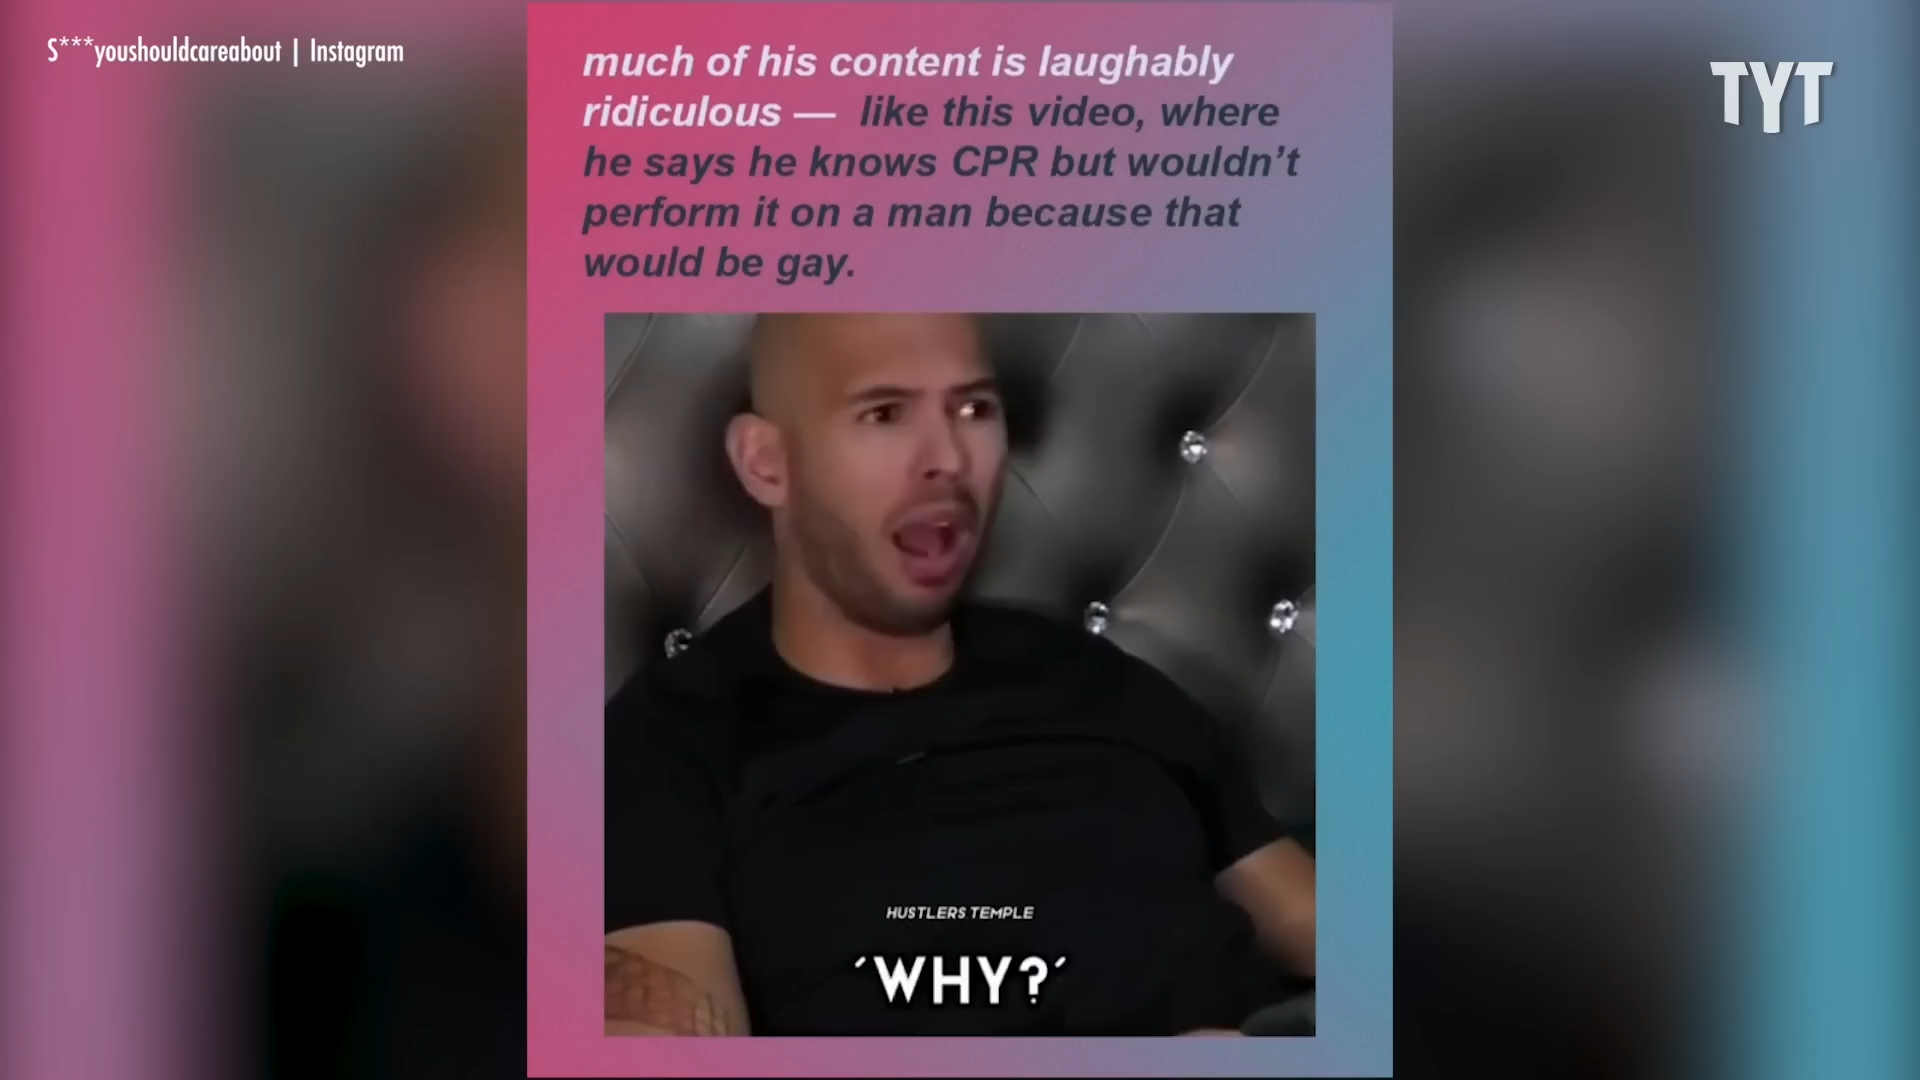 S***youshouldcareabout | Instagram
TYT
much of his content is laughably
ridiculous — like this video, where
he says he knows CPR but wouldn't
perform it on a man because that
would be gay.
HUSTLERS TEMPLE
´WHY?´